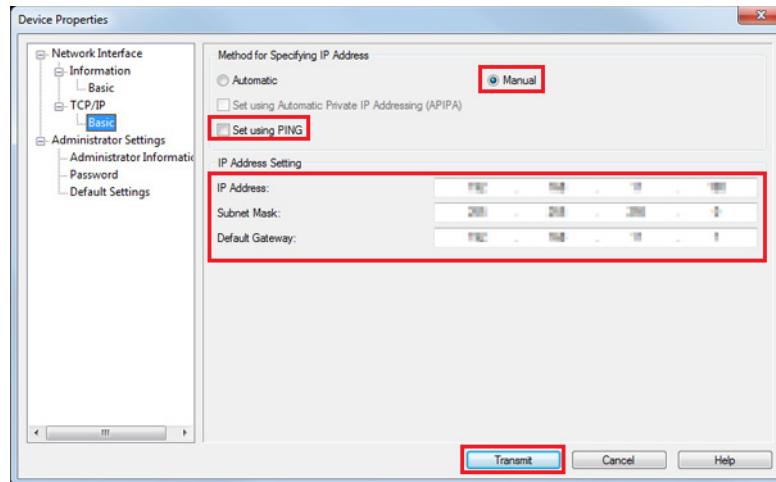 Device Properties
Network Interface
Information
Basic
TCP/IP
Basic
Administrator Settings
Administrator Informatic
Password
Default Settings
Method for Specifying IP Address
Automatic
Manual
Set using Automatic Private IP Addressing (APIPA)
Set using PING
IP Address Setting
IP Address:
Subnet Mask:
Default Gateway:
Transmit
Cancel
Help